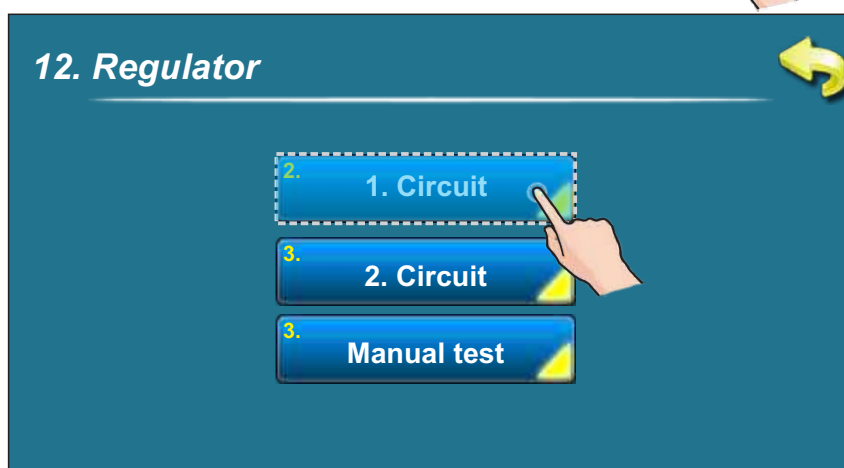 12. Regulator
2.
1. Circuit
3.
2. Circuit
3.
Manual test